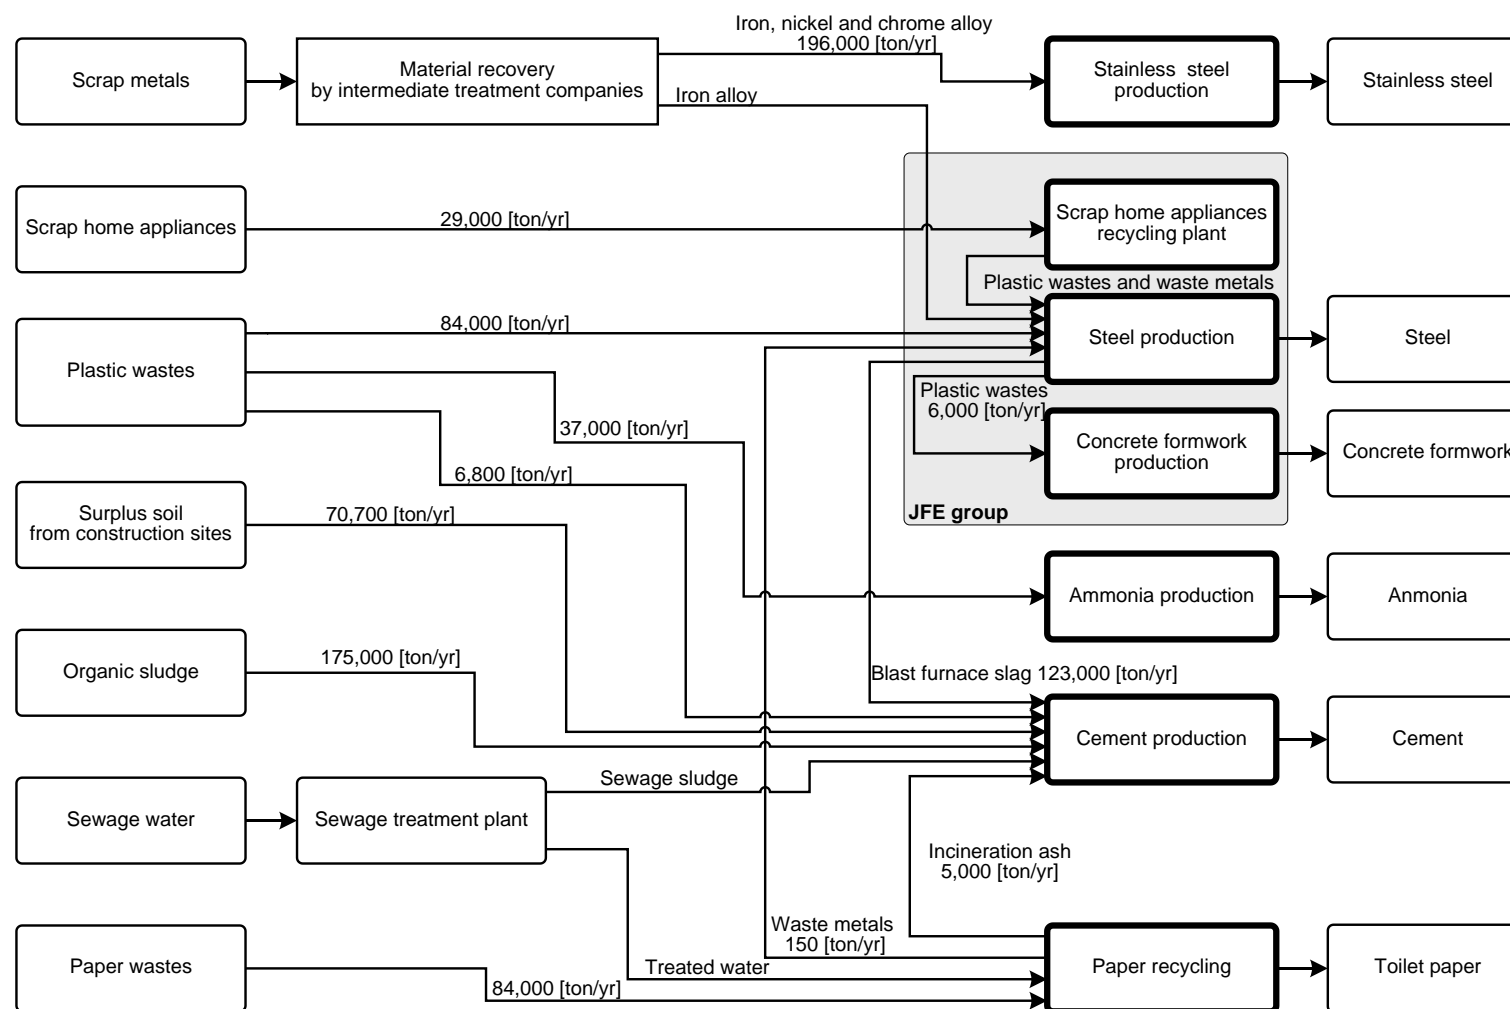 Iron, nickel and chrome alloy
196,000 [ton/yr]
Scrap metals
Material recovery
by intermediate treatment companies
Stainless steel
production
Stainless steel
Iron alloy
Scrap home appliances
29,000 [ton/yr]
Scrap home appliances
recycling plant
Plastic wastes and waste metals
Plastic wastes
84,000 [ton/yr]
Steel production
Steel
Plastic wastes
6,000 [ton/yr]
37,000 [ton/yr]
Concrete formwork
production
Concrete formwork
6,800 [ton/yr]
Surplus soil
from construction sites
70,700 [ton/yr]
JFE group
Ammonia production
Anmonia
Organic sludge
175,000 [ton/yr]
Blast furnace slag 123,000 [ton/yr]
Cement production
Cement
Sewage water
Sewage treatment plant
Sewage sludge
Incineration ash
5,000 [ton/yr]
Waste metals
150 [ton/yr]
Paper wastes
Treated water
84,000 [ton/yr]
Paper recycling
Toilet paper